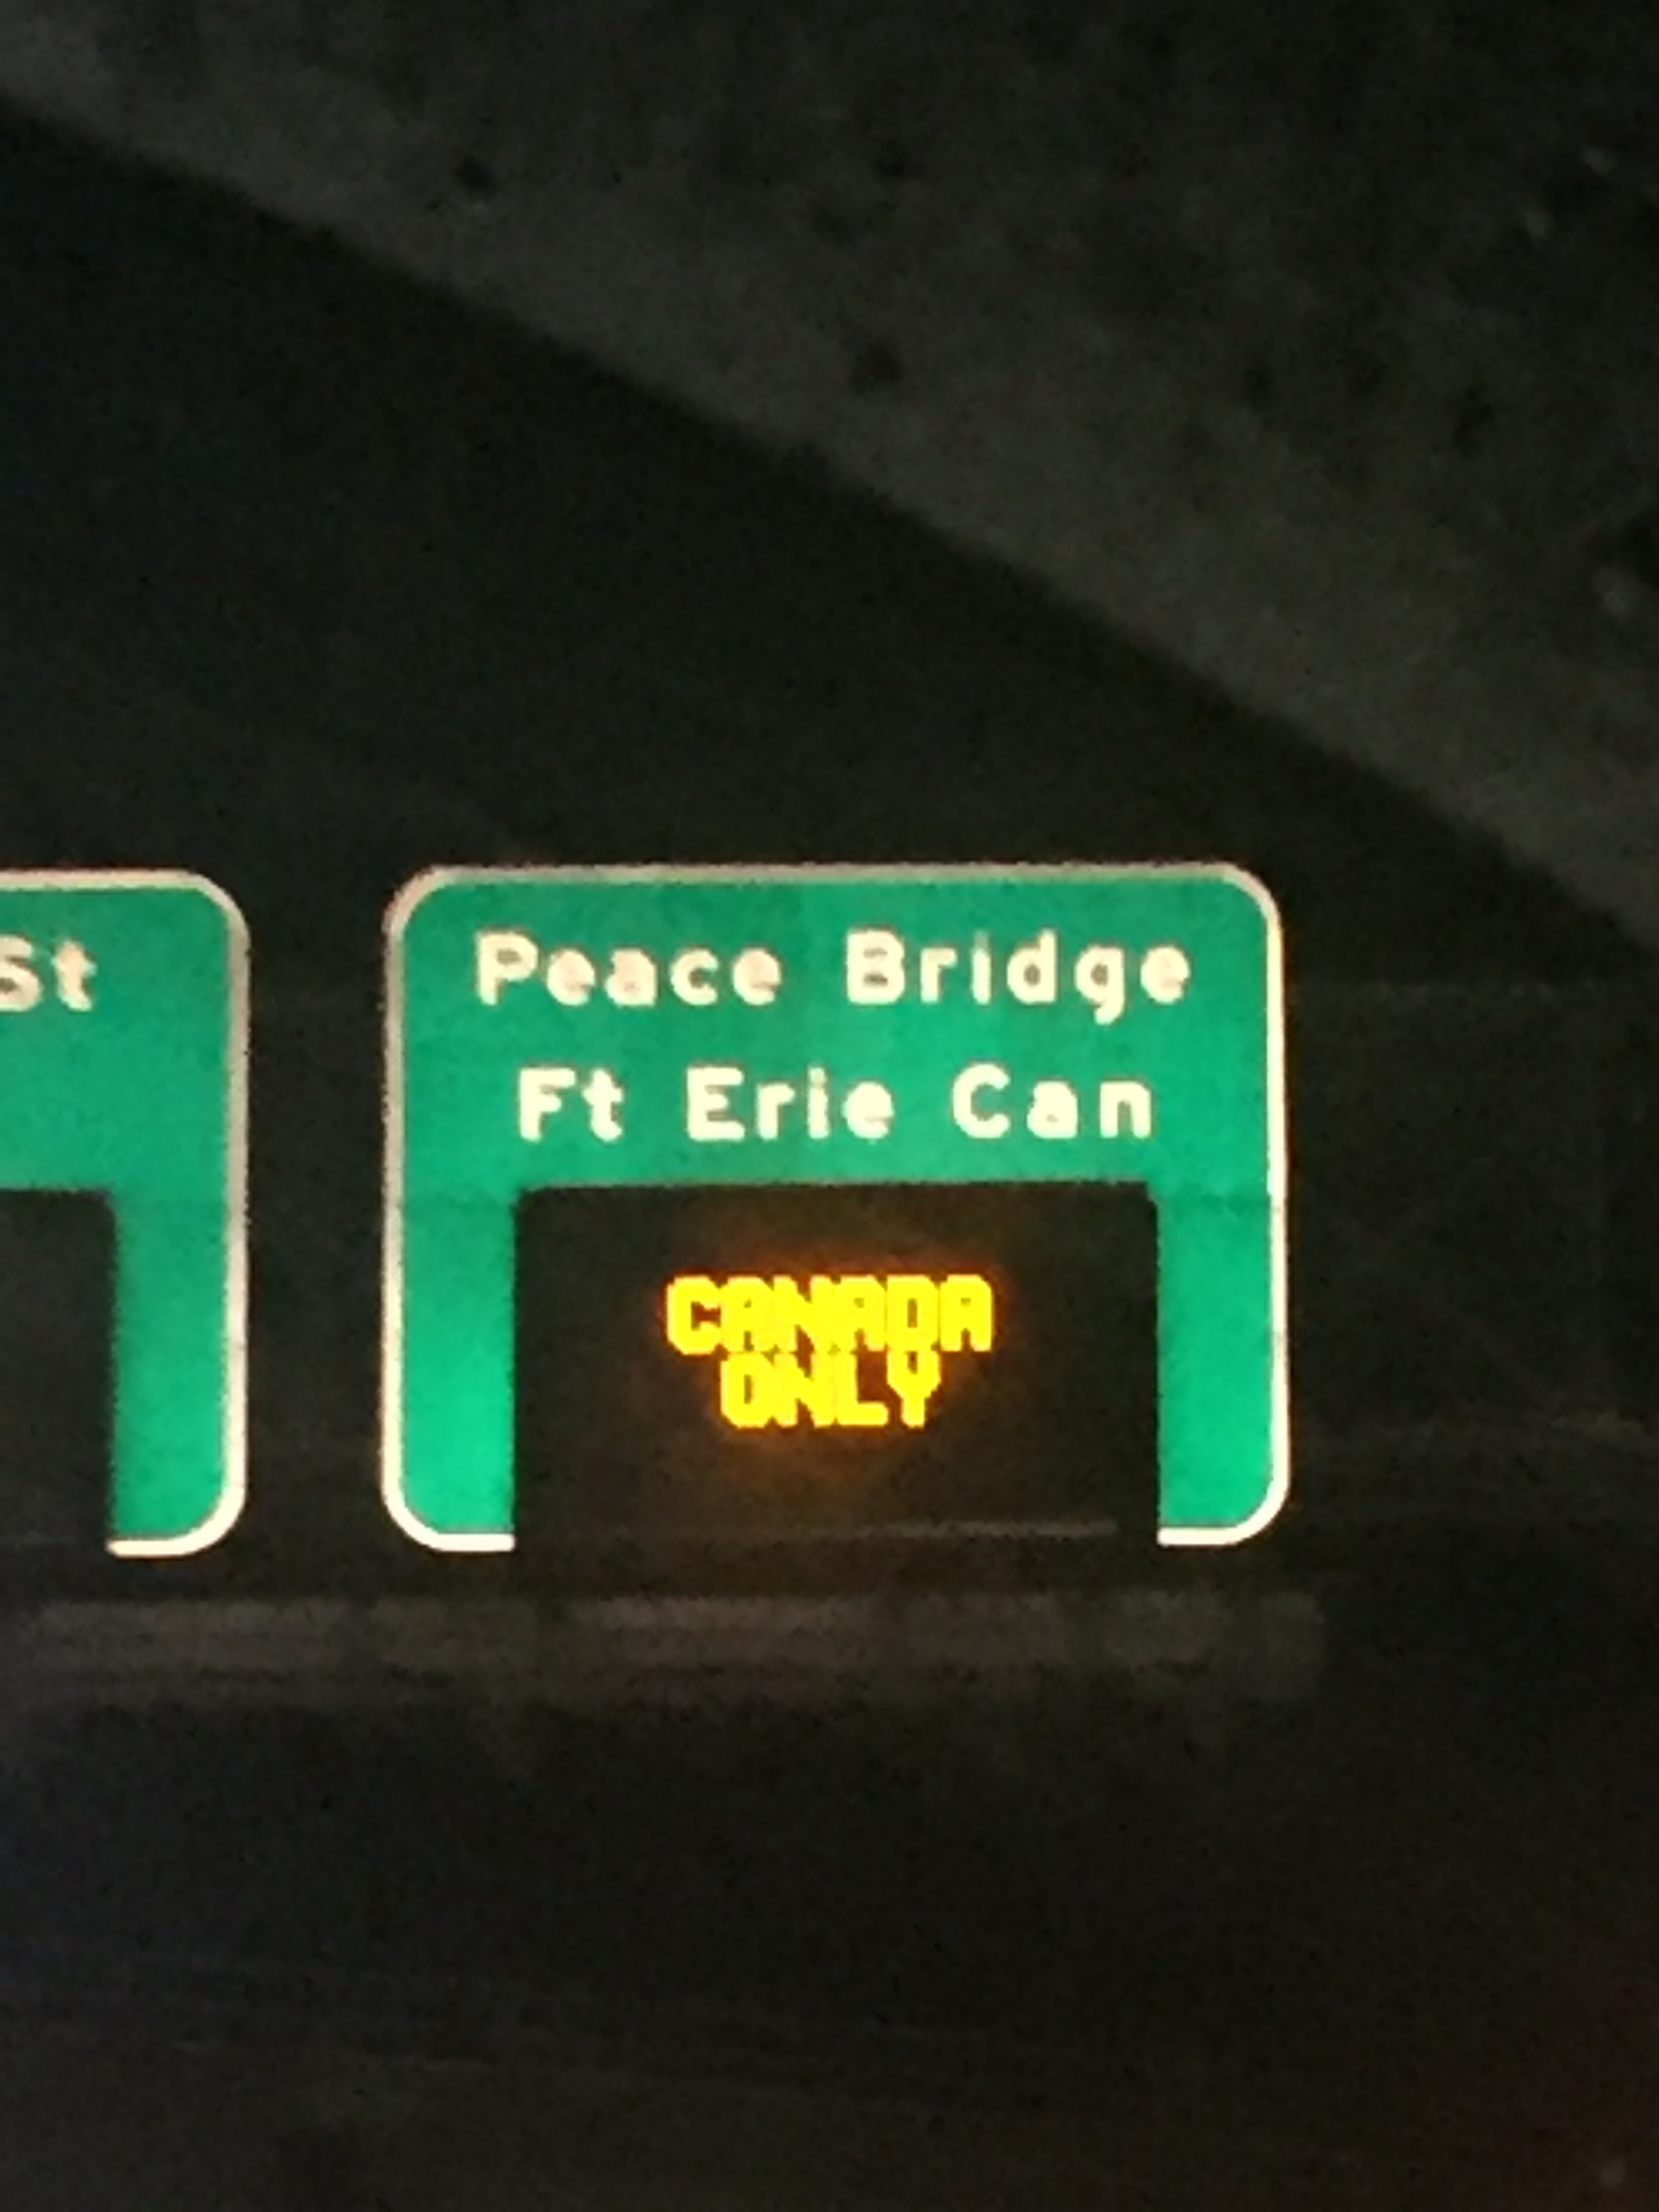 St
Peace Bridge
Ft Erie Can
CANADA
ONLY